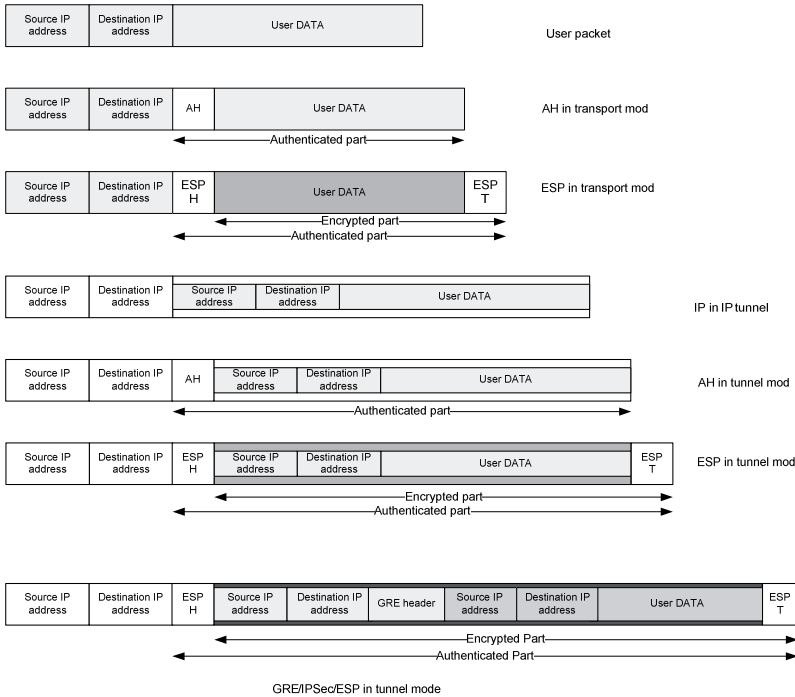 Source IP
address
Destination IP
address
User DATA
User packet
Source IP
address
Destination IP
address
AH
User DATA
AH in transport mod
Authenticated part
Source IP
address
Destination IP
address
ESP
H
User DATA
ESP
T
ESP in transport mod
Encrypted part
Authenticated part
Source IP
address
Destination IP
address
Source IP
address
Destination IP
address
User DATA
IP in IP tunnel
Source IP
address
Destination IP
address
AH
Source IP
address
Destination IP
address
User DATA
AH in tunnel mod
Authenticated part
Source IP
address
Destination IP
address
ESP
H
Source IP
address
Destination IP
address
User DATA
ESP
T
ESP in tunnel mod
Encrypted part
Authenticated part
Source IP
address
Destination IP
address
ESP
H
Source IP
address
Destination IP
address
GRE header
Source IP
address
Destination IP
address
User DATA
ESP
T
Encrypted Part
Authenticated Part
GRE/IPSec/ESP in tunnel mode